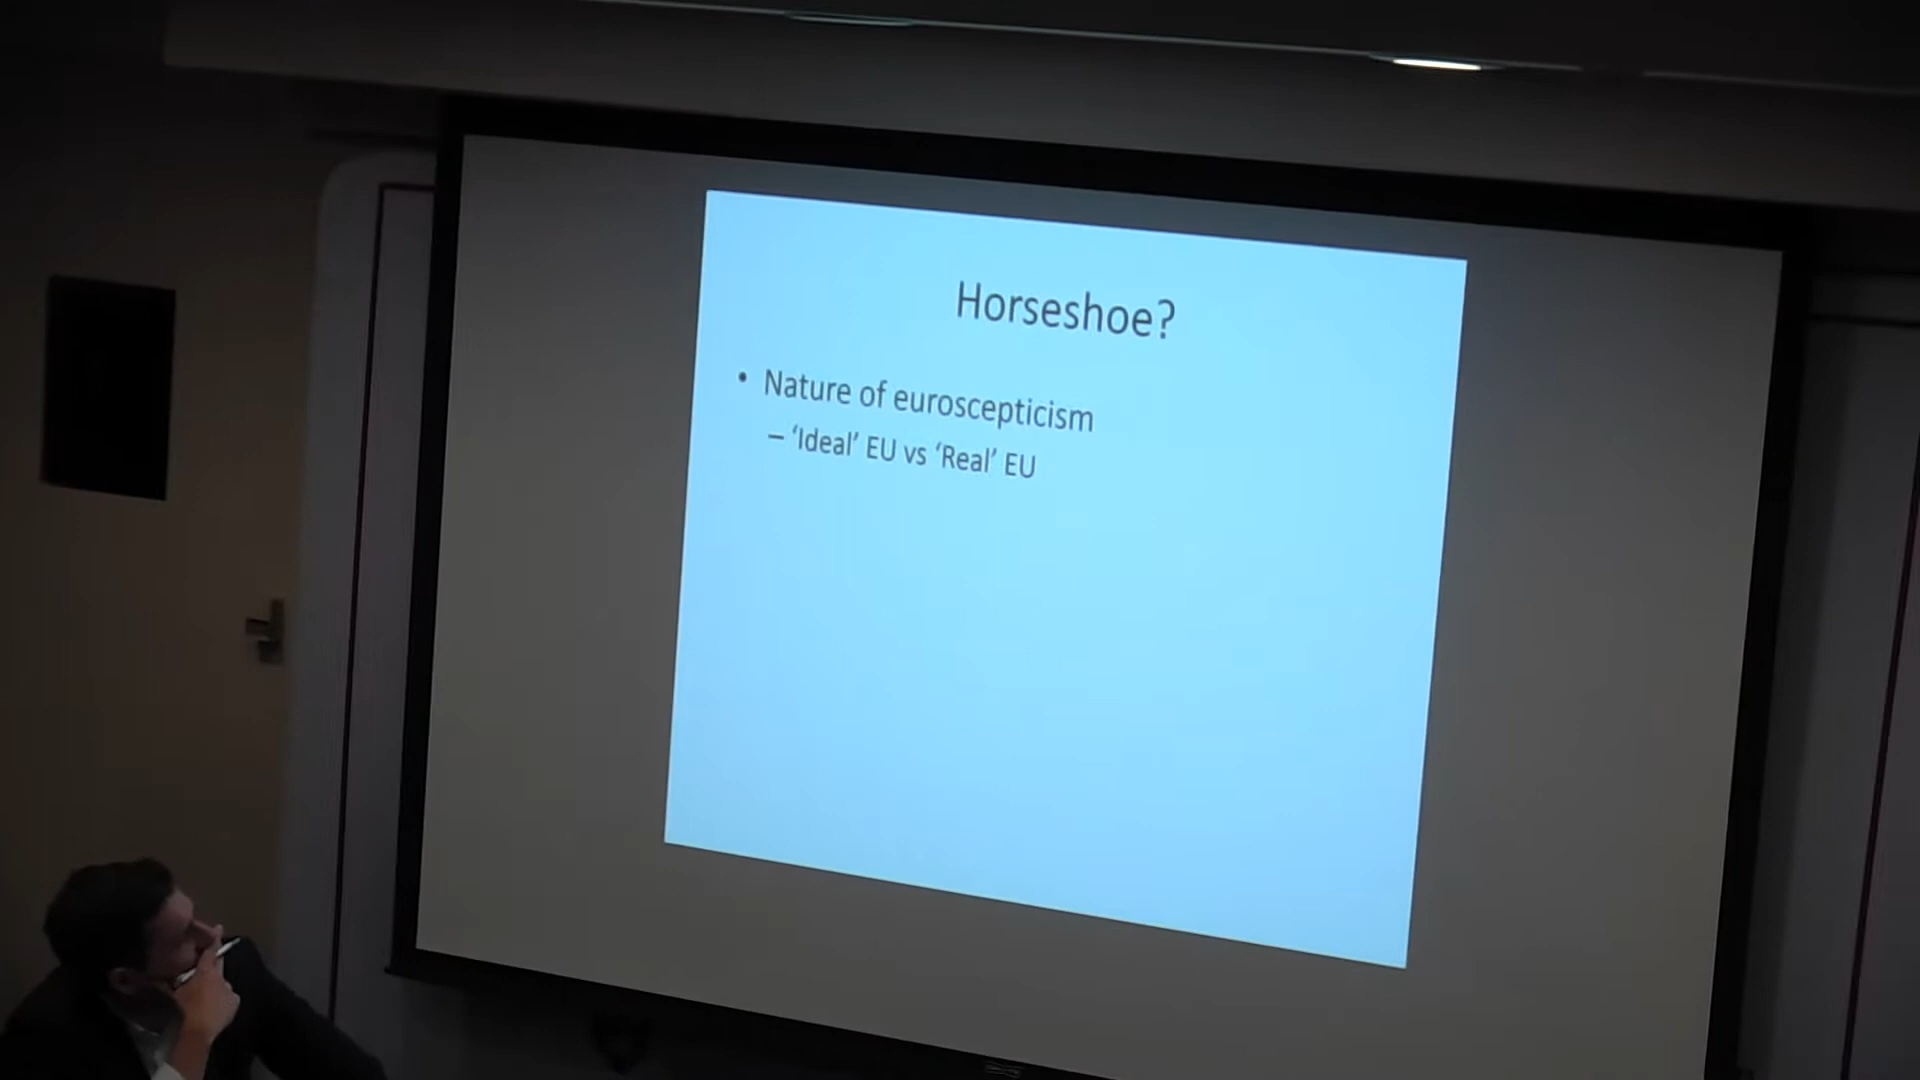 Horseshoe?
• Nature of euroscepticism
– ‘Ideal’ EU vs ‘Real’ EU